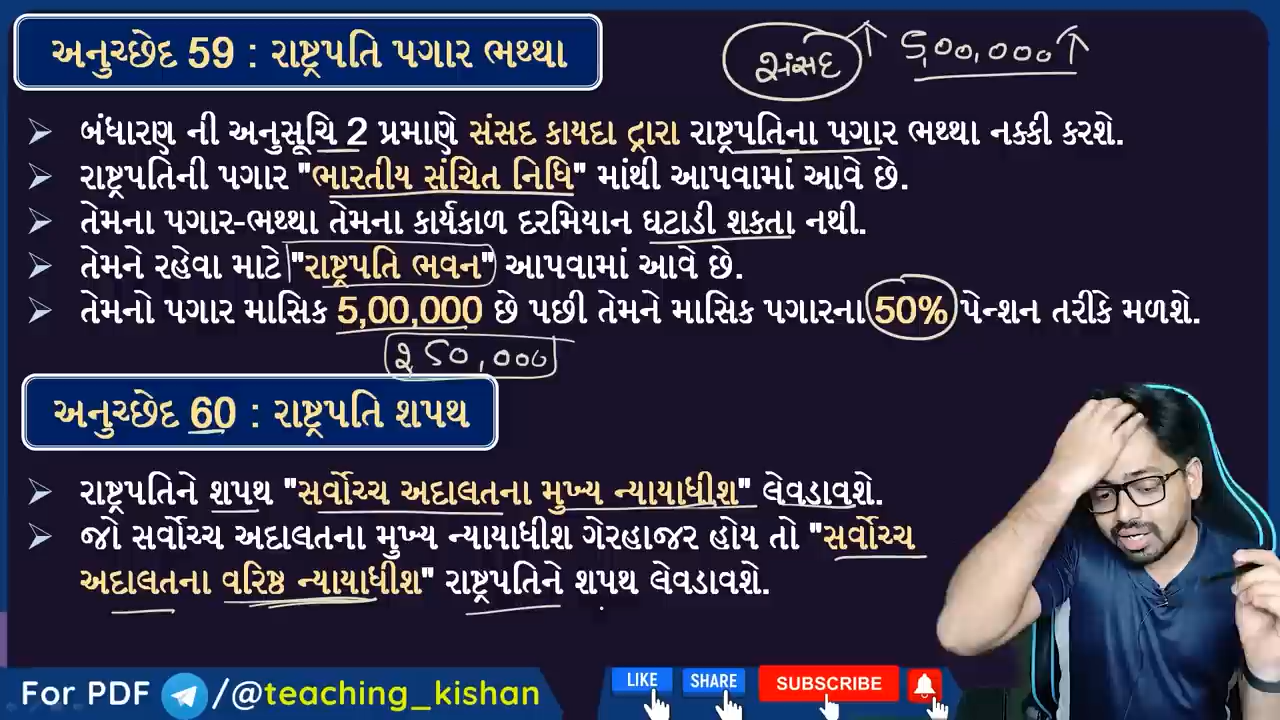 અનુચ્છેદ 59 : રાષ્ટ્રપતિ પગાર ભથ્થા
સંસદ ↑ 5,00,000 ↑
➢ બંધારણ ની અનુસૂચિ 2 પ્રમાણે સંસદ કાયદા દ્રારા રાષ્ટ્રપતિના પગાર ભથ્થા નક્કી કરશે.
➢ રાષ્ટ્રપતિની પગાર "ભારતીય સંચિત નિધિ" માંથી આપવામાં આવે છે.
➢ તેમના પગાર-ભથ્થા તેમના કાર્યકાળ દરમિયાન ઘટાડી શકતા નથી.
➢ તેમને રહેવા માટે "રાષ્ટ્રપતિ ભવન" આપવામાં આવે છે.
➢ તેમનો પગાર માસિક 5,00,000 છે પછી તેમને માસિક પગારના 50% પેન્શન તરીકે મળશે.
૨50,000
અનુચ્છેદ 60 : રાષ્ટ્રપતિ શપથ
➢ રાષ્ટ્રપતિને શપથ "સર્વોચ્ચ અદાલતના મુખ્ય ન્યાયાધીશ" લેવડાવશે.
➢ જો સર્વોચ્ચ અદાલતના મુખ્ય ન્યાયાધીશ ગેરહાજર હોય તો "સર્વોચ્ચ
અદાલતના વરિષ્ઠ ન્યાયાધીશ" રાષ્ટ્રપતિને શપથ લેવડાવશે.
For PDF /@teaching_kishan
LIKE SHARE SUBSCRIBE